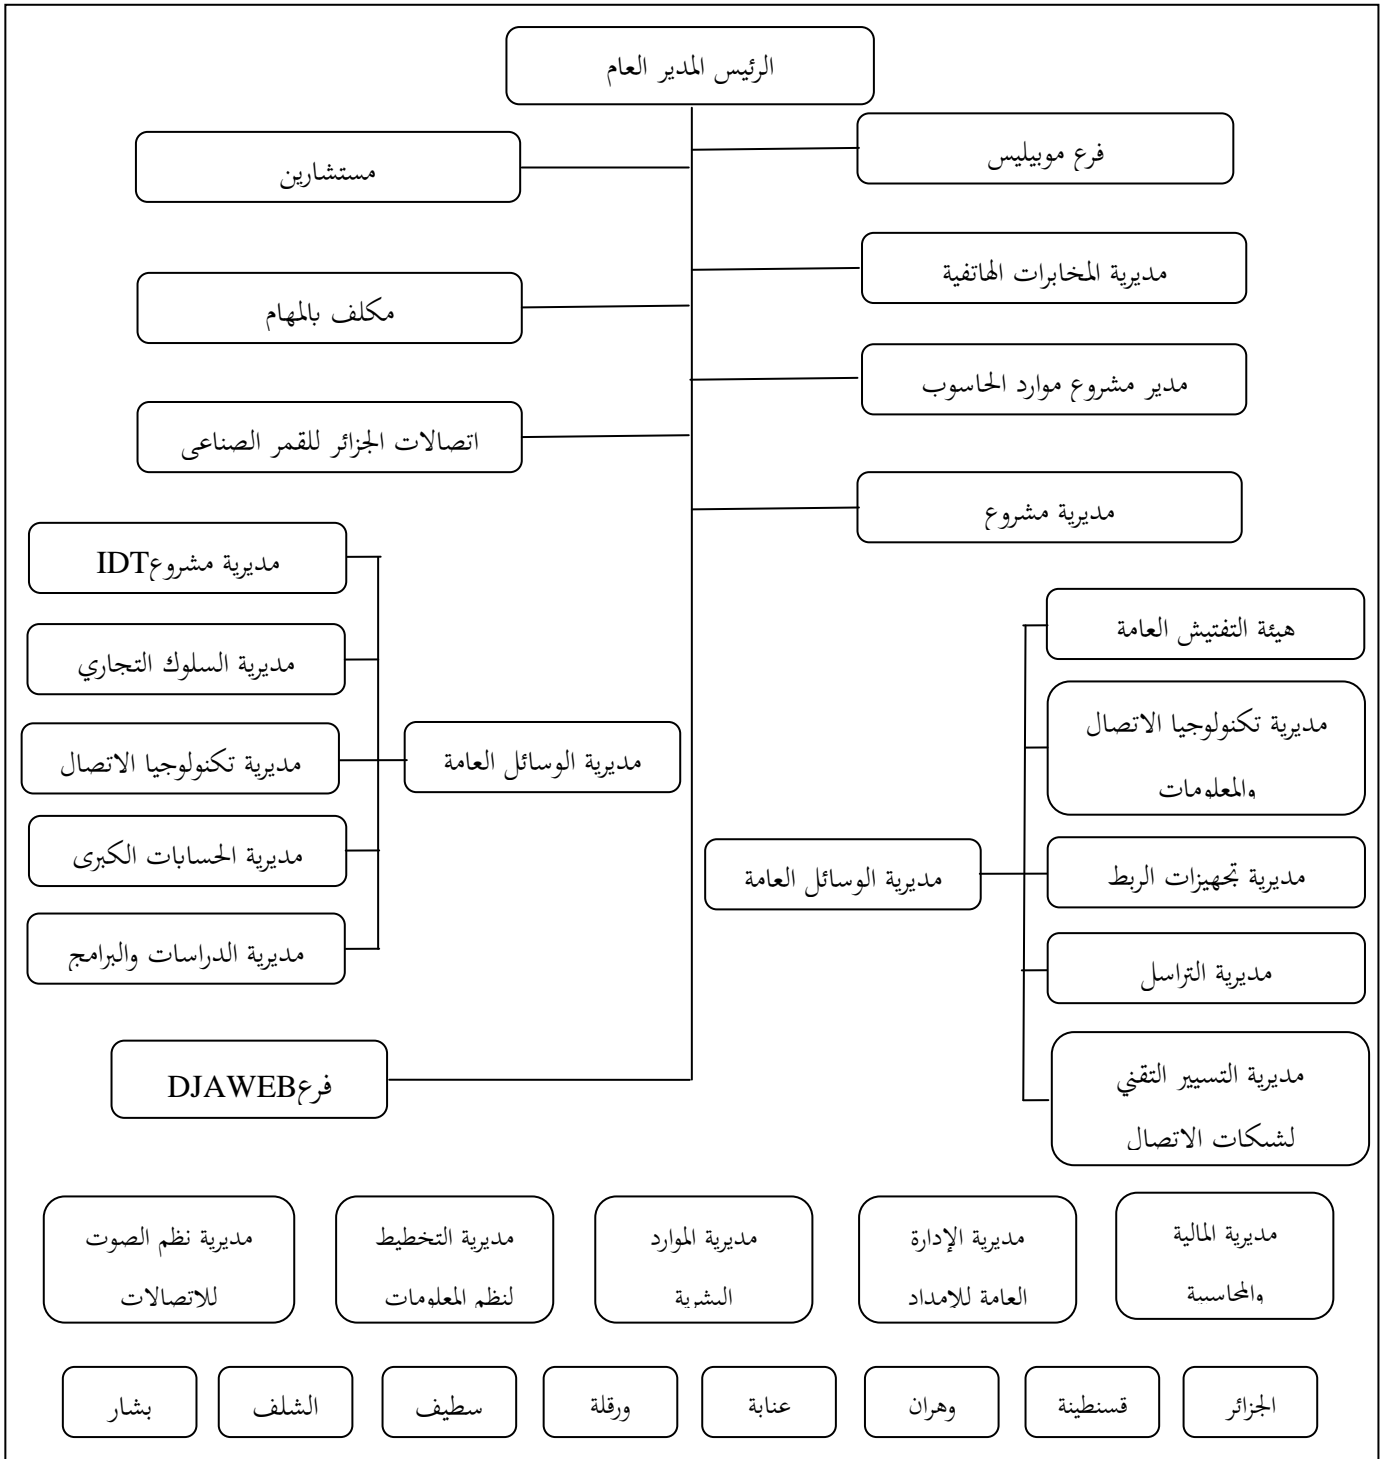 الرئيس المدير العام
فرع موبيليس
مستشارين
مديرية المخابرات الهاتفية
مكلف بالمهام
مدير مشروع موارد الحاسوب
اتصالات الجزائر للقمر الصناعي
مديرية مشروع
مديرية مشروعIDT
هيئة التفتيش العامة
مديرية السلوك التجاري
مديرية تكنولوجيا الاتصال
والمعلومات
مديرية الوسائل العامة
مديرية تكنولوجيا الاتصال
مديرية الحسابات الكبرى
مديرية تجهيزات الربط
مديرية الوسائل العامة
مديرية الدراسات والبرامج
مديرية التراسل
مديرية التسيير التقني
لشبكات الاتصال
فرعDJAWEB
مديرية المالية
والمحاسبة
مديرية الإدارة
العامة للامداد
مديرية الموارد
البشرية
مديرية التخطيط
لنظم المعلومات
مديرية نظم الصوت
للاتصالات
الجزائر
قسنطينة
وهران
عنابة
ورقلة
سطيف
الشلف
بشار